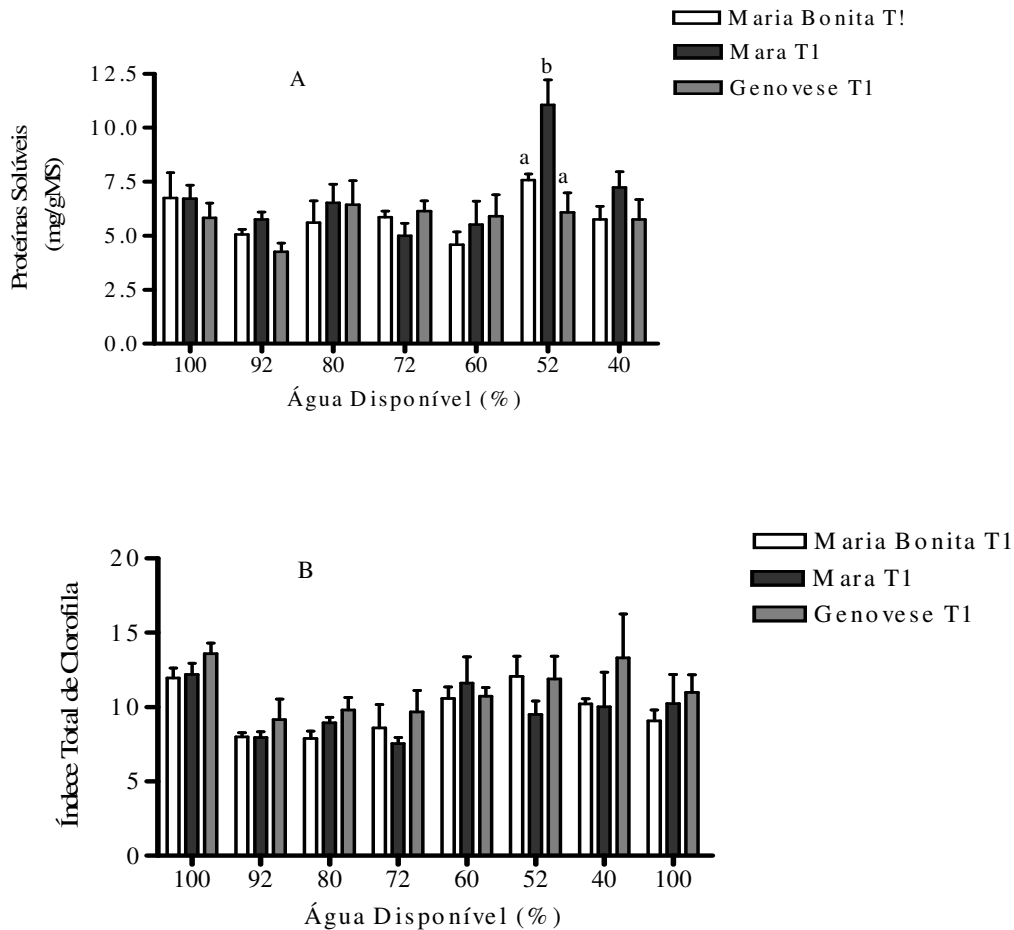 Maria Bonita T!
Mara T1
Genovese T1
A
Proteínas Solúveis
(mg/gMS)
12.5
10.0
7.5
5.0
2.5
0.0
b
a
a
100 92 80 72 60 52 40
Água Disponível (%)
Maria Bonita T1
Mara T1
Genovese T1
B
Índece Total de Clorofila
20
15
10
5
0
100 92 80 72 60 52 40 100
Água Disponível (%)